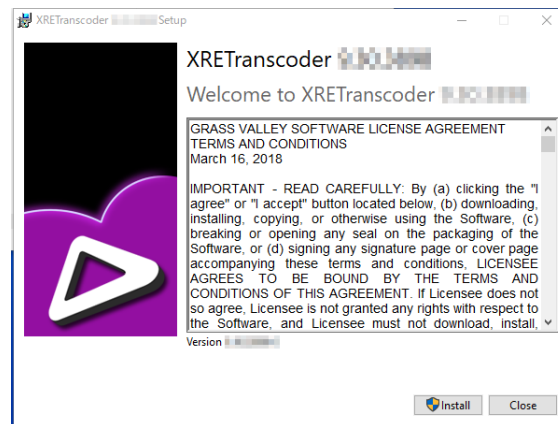 XRETranscoder Setup
XRETranscoder
Welcome to XRETranscoder
GRASS VALLEY SOFTWARE LICENSE AGREEMENT
TERMS AND CONDITIONS
March 16, 2018
IMPORTANT - READ CAREFULLY: By (a) clicking the "I
agree" or "I accept" button located below, (b) downloading,
installing, copying, or otherwise using the Software, (c)
breaking or opening any seal on the packaging of the
Software, or (d) signing any signature page or cover page
accompanying these terms and conditions, LICENSEE
AGREES TO BE BOUND BY THE TERMS AND
CONDITIONS OF THIS AGREEMENT. If Licensee does not
so agree, Licensee is not granted any rights with respect to
the Software, and Licensee must not download, install,
Version
Install
Close